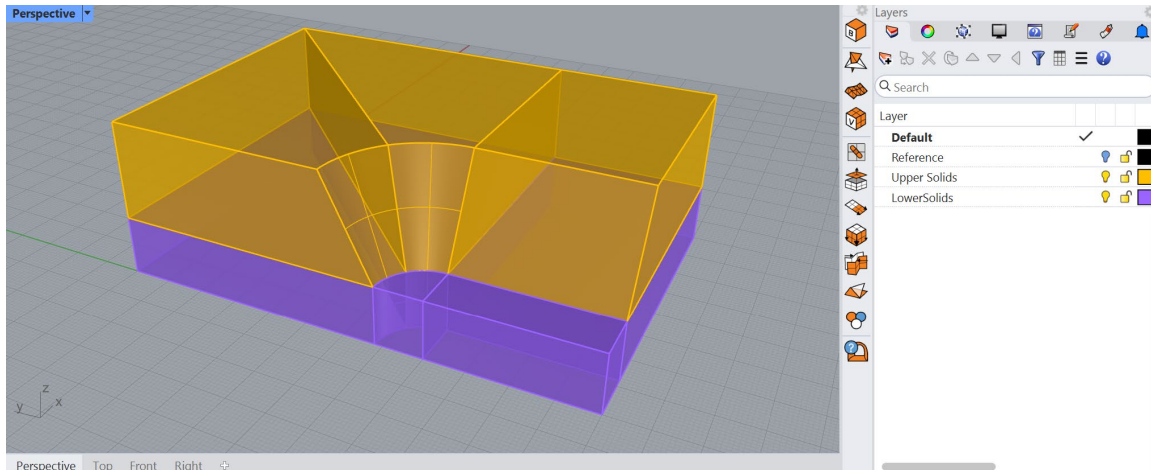 Perspective
z
y
x
Perspective Top Front Right
Layers
Search
Layer
Default
Reference
Upper Solids
LowerSolids